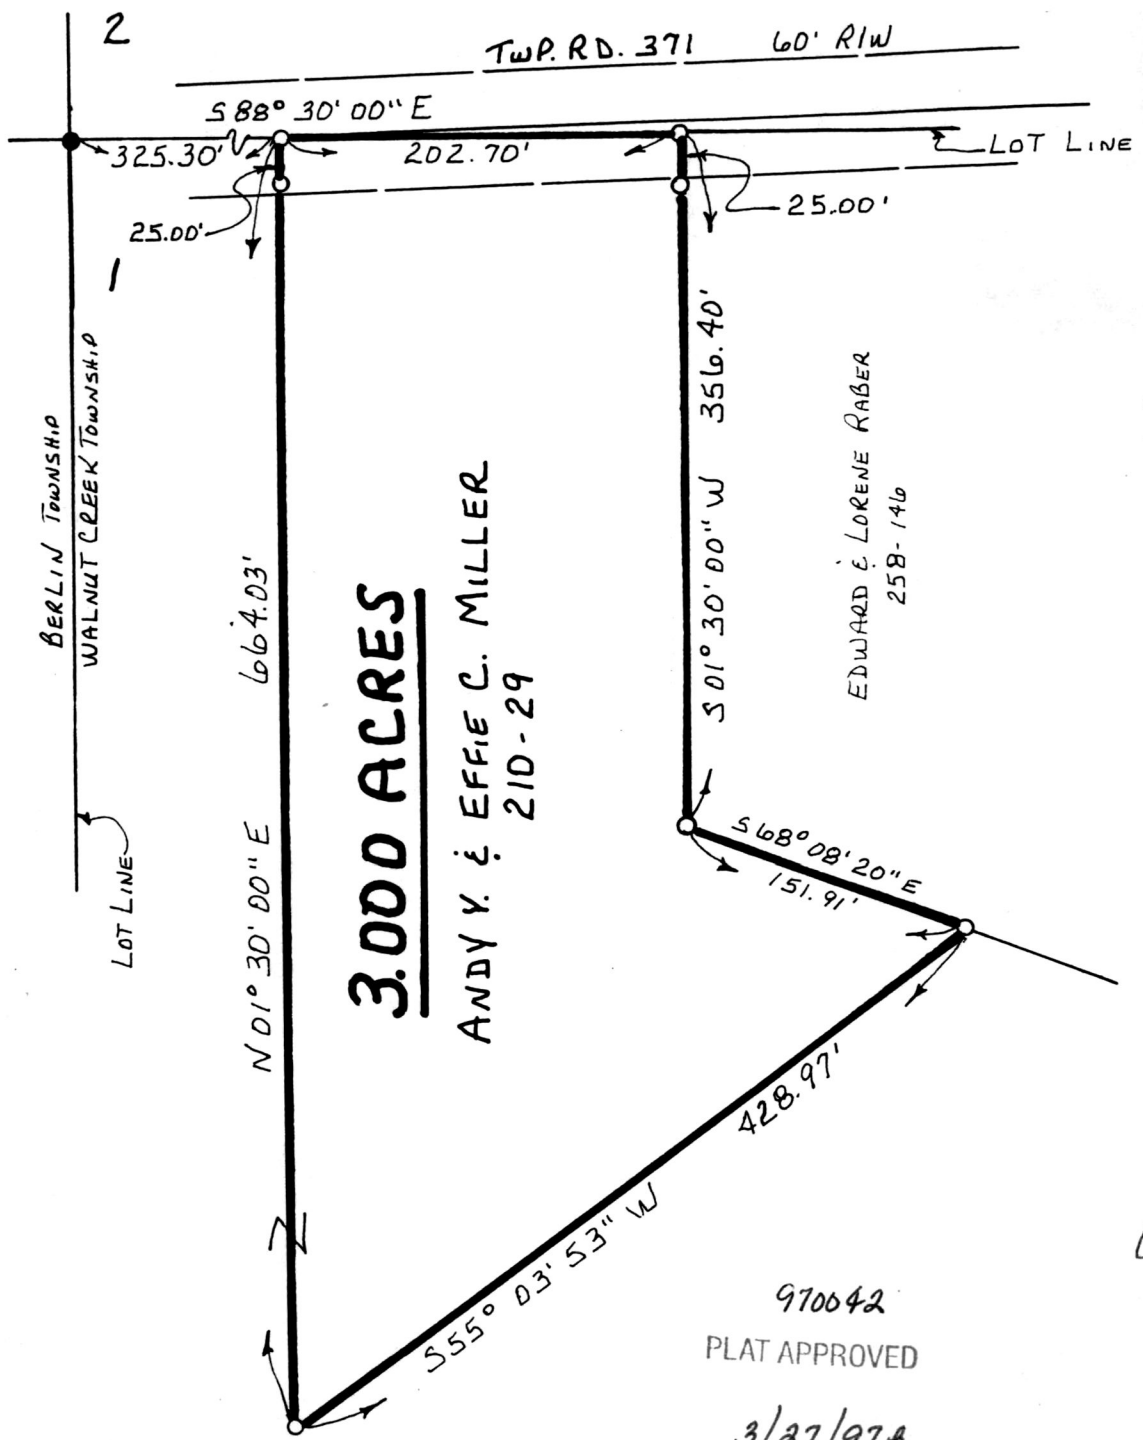 2
TWP. RD. 371 60' R/W
S 88° 30' 00" E
325.30'
202.70'
LOT LINE
25.00'
25.00'
1
BERLIN TOWNSHIP
WALNUT CREEK TOWNSHIP
LOT LINE
N 01° 30' 00" E 664.03'
3.000 ACRES
ANDY Y. & EFFIE C. MILLER
210-29
S 01° 30' 00" W 356.40'
EDWARD & LORENE RABER
258-146
S 68° 08' 20" E
151.91'
428.97'
S 55° 03' 53" W
970042
PLAT APPROVED
3/27/97